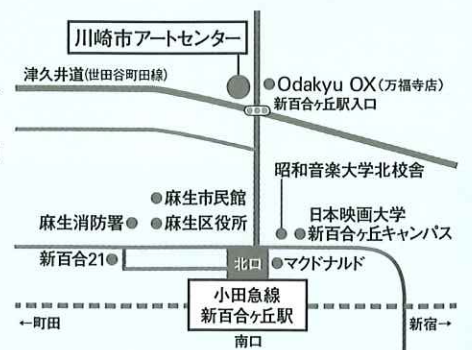 川崎市アートセンター
津久井道(世田谷町田線)
Odakyu OX(万福寺店)
新百合ヶ丘駅入口
昭和音楽大学北校舎
麻生市民館
日本映画大学
新百合ヶ丘キャンパス
麻生消防署
麻生区役所
新百合21
北口
マクドナルド
小田急線
新百合ヶ丘駅
←町田
新宿→
南口